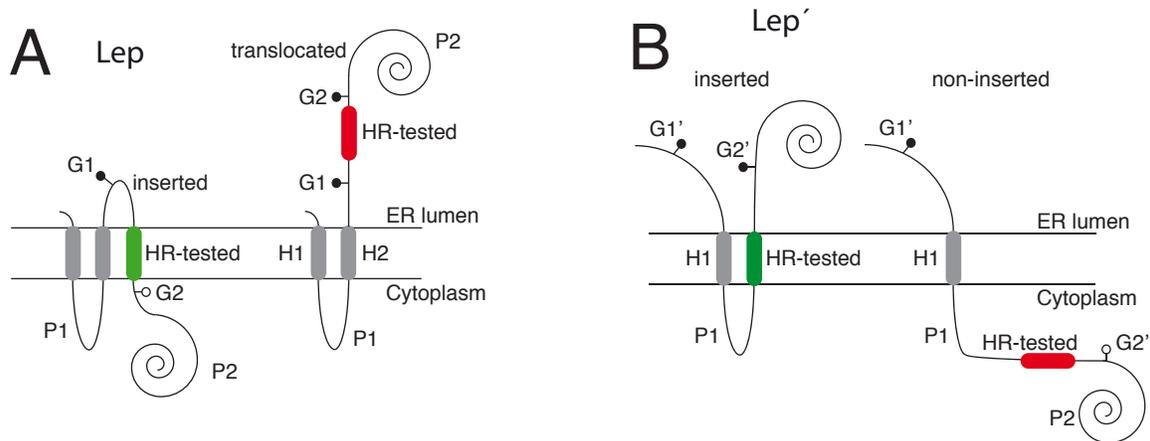 A
Lep
translocated
P2
G2
HR-tested
G1
inserted
G1
ER lumen
HR-tested
H1
H2
G2
Cytoplasm
P1
P1
P2
B
Lep´
inserted
non-inserted
G1’
G2’
G1’
ER lumen
H1
HR-tested
H1
Cytoplasm
P1
P1
HR-tested
G2’
P2